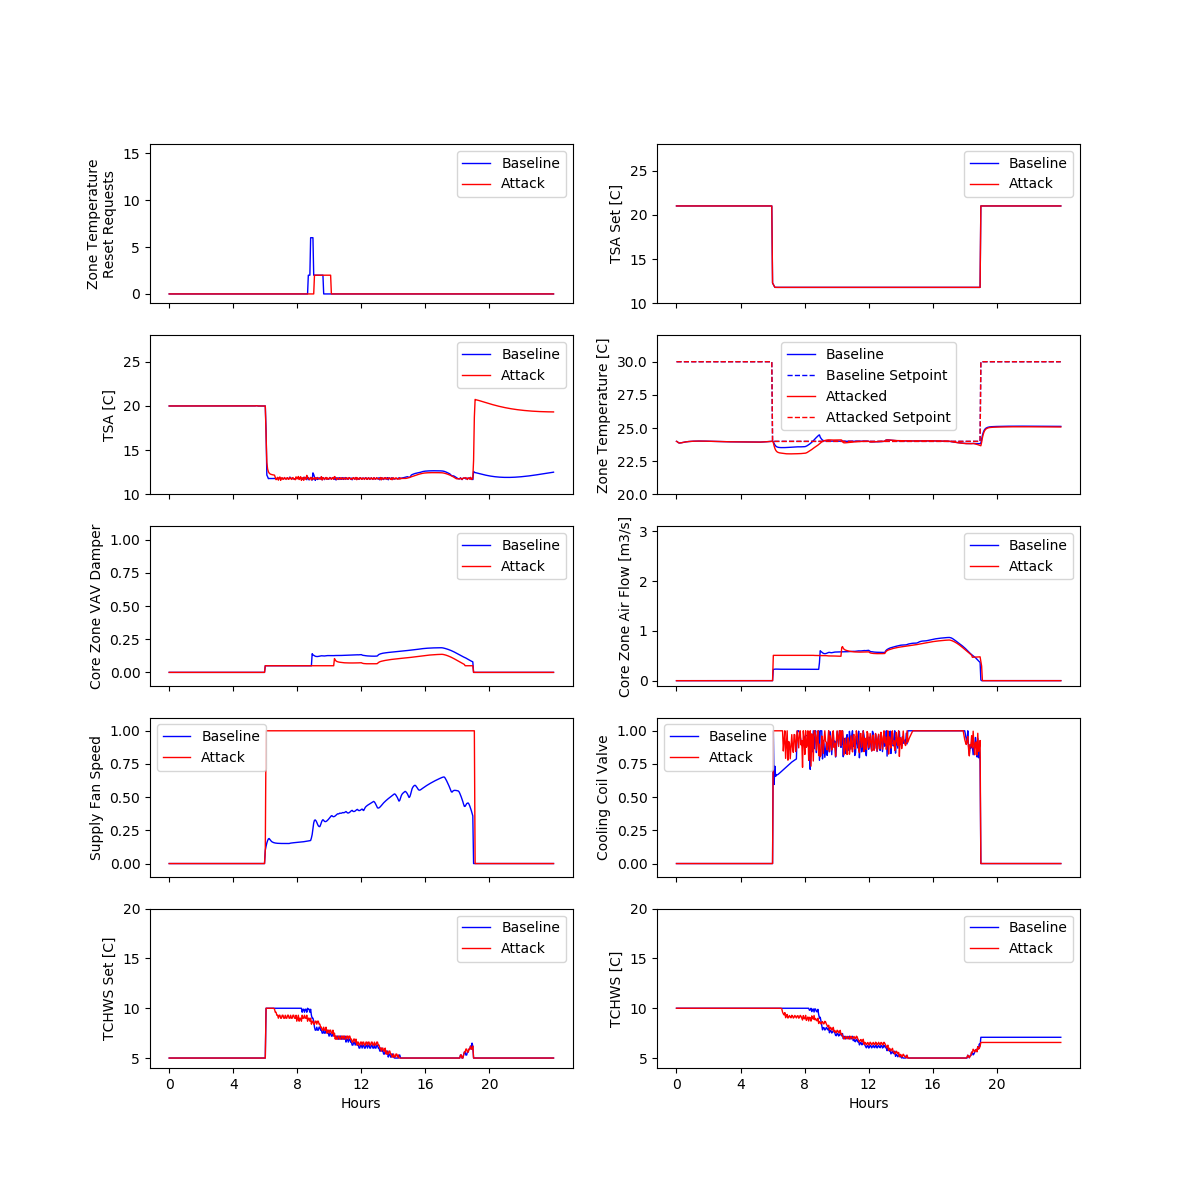 Zone Temperature
Reset Requests
15
10
5
0
Baseline
Attack
TSA Set [C]
25
20
15
10
Baseline
Attack
TSA [C]
25
20
15
10
Baseline
Attack
Zone Temperature [C]
30.0
27.5
25.0
22.5
20.0
Baseline
Baseline Setpoint
Attacked
Attacked Setpoint
Core Zone VAV Damper
1.00
0.75
0.50
0.25
0.00
Baseline
Attack
Core Zone Air Flow [m3/s]
3
2
1
0
Baseline
Attack
Supply Fan Speed
1.00
0.75
0.50
0.25
0.00
Baseline
Attack
Cooling Coil Valve
1.00
0.75
0.50
0.25
0.00
Baseline
Attack
TCHWS Set [C]
20
15
10
5
Baseline
Attack
0 4 8 12 16 20
Hours
TCHWS [C]
20
15
10
5
Baseline
Attack
0 4 8 12 16 20
Hours